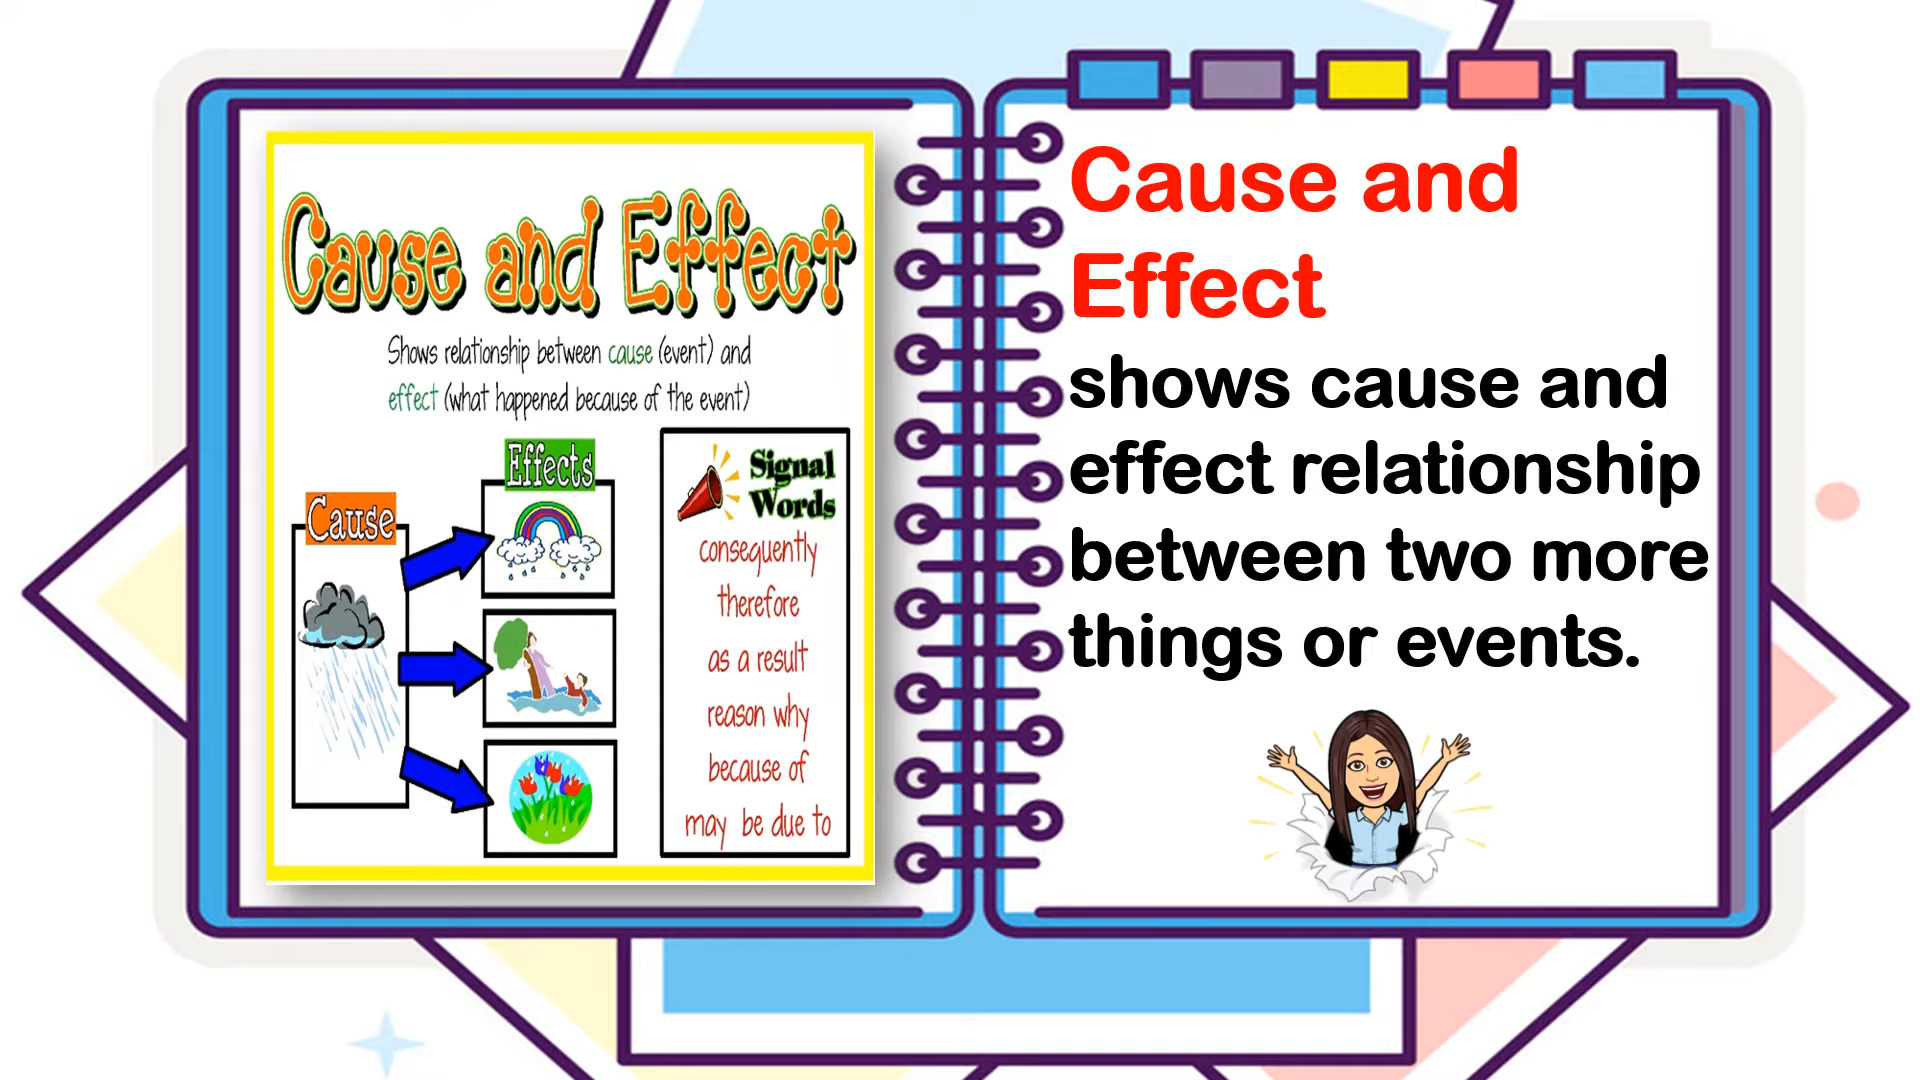 Cause and Effect
Shows relationship between cause (event) and
effect (what happened because of the event)
Cause
Effects
Signal
Words
consequently
therefore
as a result
reason why
because of
may be due to
Cause and
Effect
shows cause and
effect relationship
between two more
things or events.